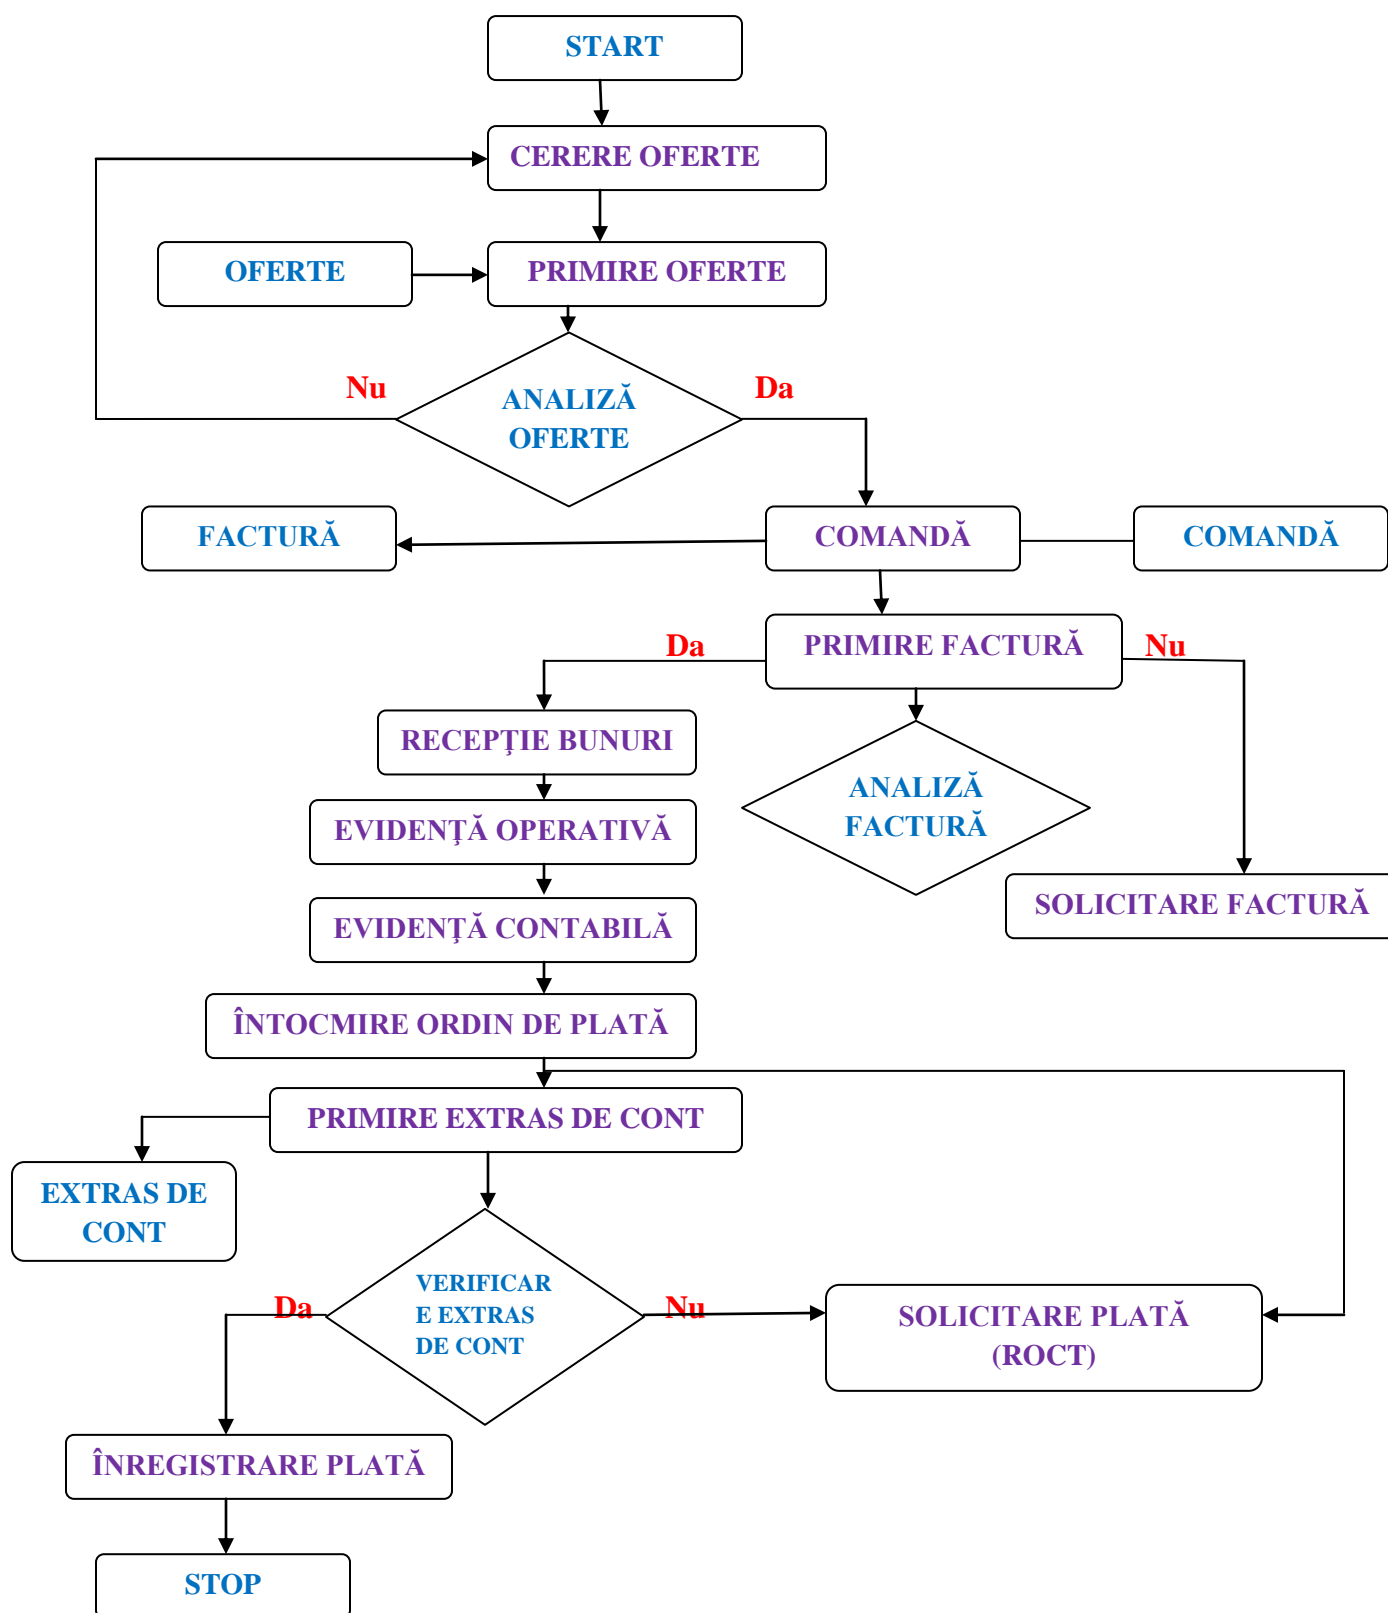 START
CERERE OFERTE
OFERTE
PRIMIRE OFERTE
Nu
Da
ANALIZĂ
OFERTE
FACTURĂ
COMANDĂ
COMANDĂ
Da
PRIMIRE FACTURĂ
Nu
RECEPŢIE BUNURI
ANALIZĂ
FACTURĂ
EVIDENŢĂ OPERATIVĂ
SOLICITARE FACTURĂ
EVIDENŢĂ CONTABILĂ
ÎNTOCMIRE ORDIN DE PLATĂ
PRIMIRE EXTRAS DE CONT
EXTRAS DE
CONT
VERIFICAR
E EXTRAS
DE CONT
Da
Nu
SOLICITARE PLATĂ
(ROCT)
ÎNREGISTRARE PLATĂ
STOP